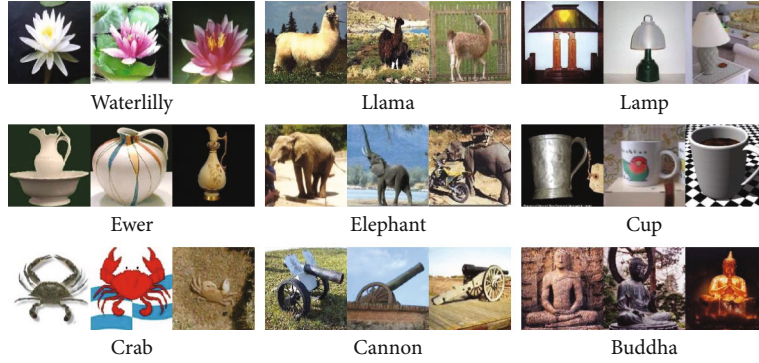 Waterlilly
Llama
Lamp
Ewer
Elephant
Cup
Crab
Cannon
Buddha